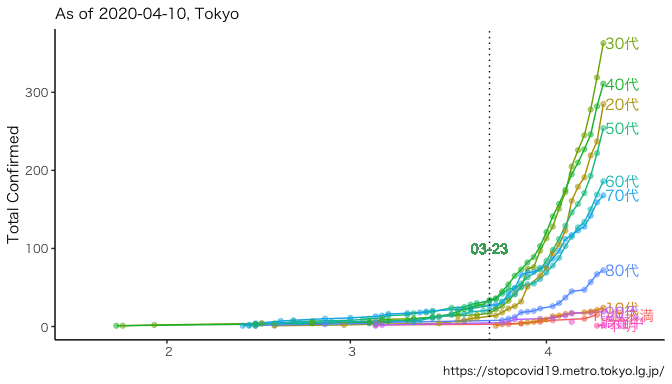 As of 2020-04-10, Tokyo
Total Confirmed
300
200
100
0
03-23
30代
40代
20代
50代
60代
70代
80代
10代
2
3
4
https://stopcovid19.metro.tokyo.lg.jp/